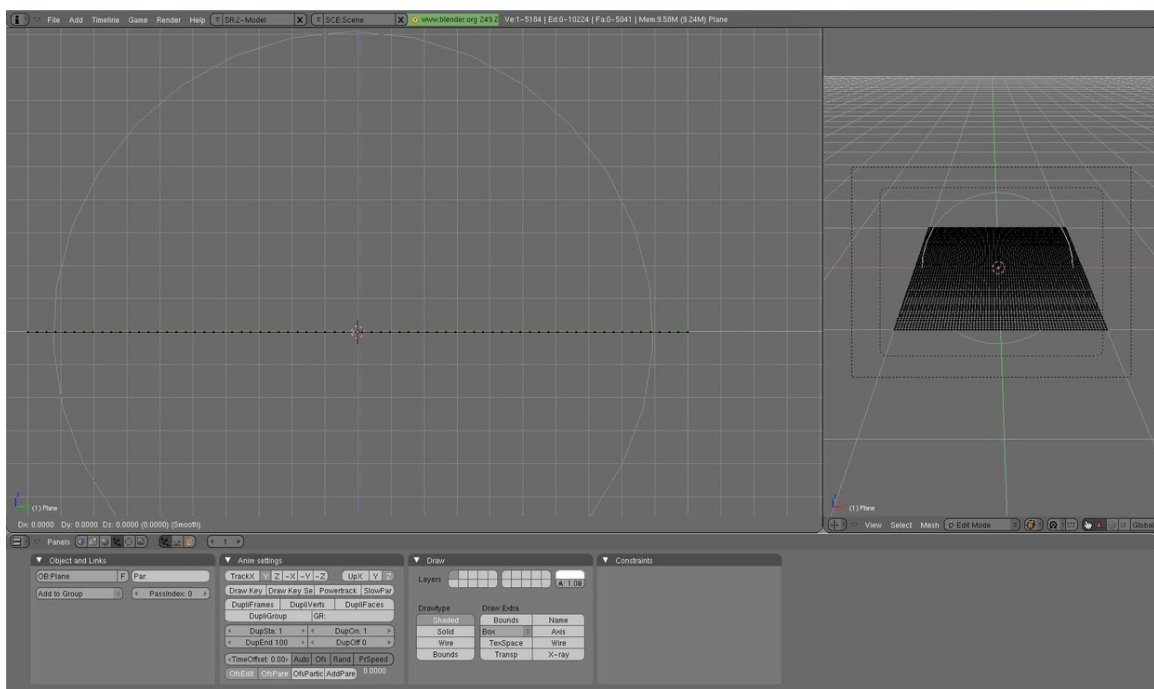 File Add Timeline Game Render Help SR:2-Model X SCE:Scene X www.blender.org 243.2 Ve:1-5184 | Ed:0-10224 | Fa:0-5041 | Mem:9.58M (9.24M) Plane
(1) Plane
Dx: 0.0000 Dy: 0.0000 Dz: 0.0000 (0.0000) (Smooth)
(1) Plane
View Select Mesh Edit Mode Global
Panels 1
Object and Links
OB:Plane F Par:
Add to Group PassIndex: 0
Anim settings
TrackX Y Z -X -Y -Z UpX Y Z
Draw Key Draw Key Se Powertrack SlowPar
DupliFrames DupliVerts DupliFaces
DupliGroup GR:
DupSta: 1 DupOn: 1
DupEnd 100 DupOff 0
TimeOffset: 0.00 Auto Ofs Rand PrSpeed
OfsEdit OfsPare OfsPartic AddPare 0.0000
Draw
Layers A: 1.08
Drawtype Draw Extra
Shaded Bounds Name
Solid Box Axis
Wire TexSpace Wire
Bounds Transp X-ray
Constraints